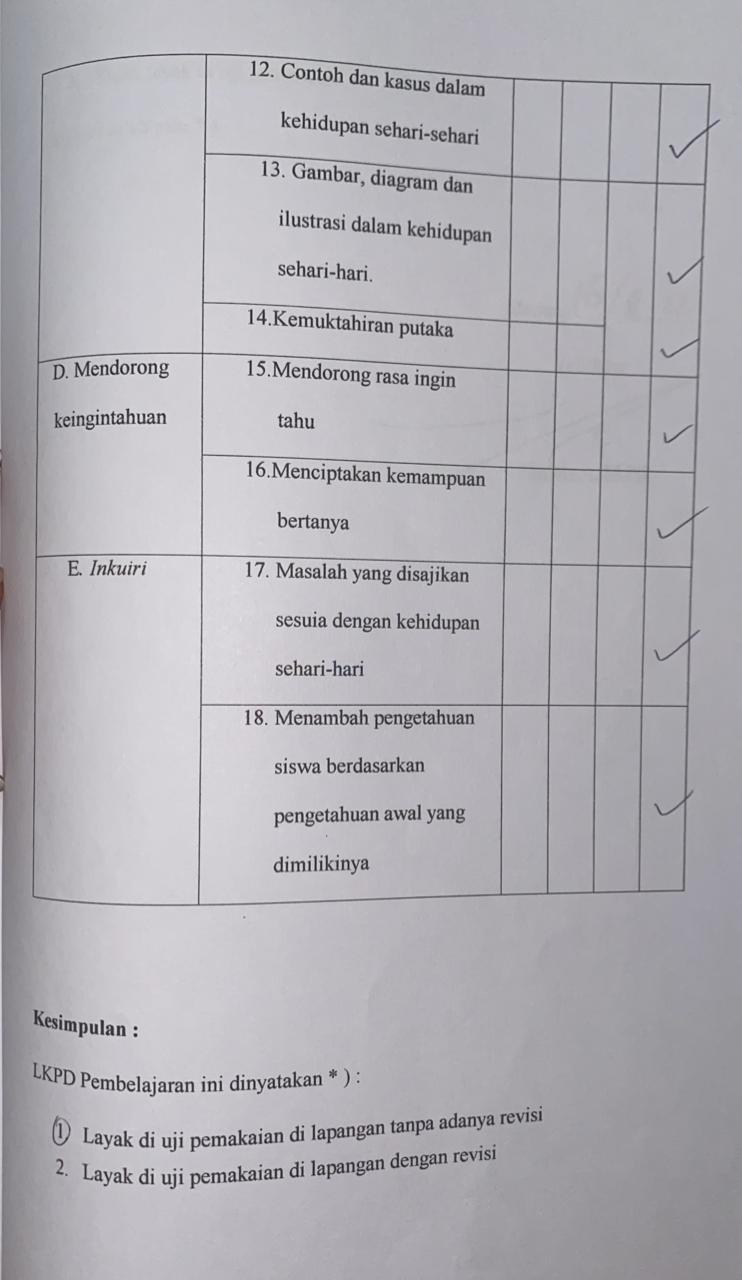 12. Contoh dan kasus dalam
kehidupan sehari-sehari
13. Gambar, diagram dan
ilustrasi dalam kehidupan
sehari-hari.
14.Kemuktahiran putaka
D. Mendorong
keingintahuan
15.Mendorong rasa ingin
tahu
16.Menciptakan kemampuan
bertanya
E. Inkuiri
17. Masalah yang disajikan
sesuia dengan kehidupan
sehari-hari
18. Menambah pengetahuan
siswa berdasarkan
pengetahuan awal yang
dimilikinya
Kesimpulan :
LKPD Pembelajaran ini dinyatakan * ) :
1 Layak di uji pemakaian di lapangan tanpa adanya revisi
2. Layak di uji pemakaian di lapangan dengan revisi